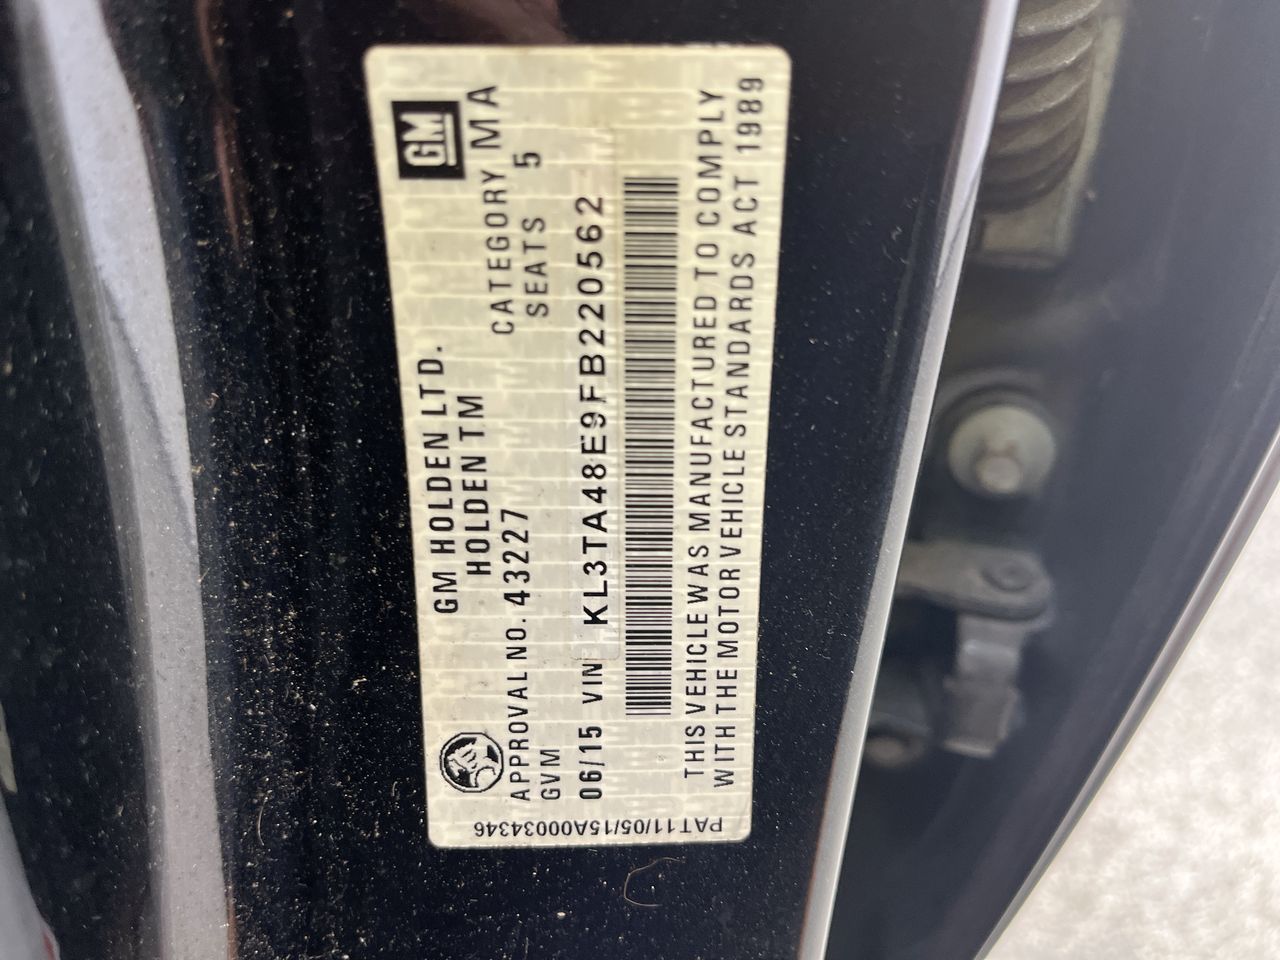 GM
GM HOLDEN LTD.
HOLDEN TM
APPROVAL NO. 43227 CATEGORY MA
GVM SEATS 5
06/15 VIN KL3TA48E9FB220562
THIS VEHICLE WAS MANUFACTURED TO COMPLY
WITH THE MOTOR VEHICLE STANDARDS ACT 1989
PAT11/05/15A00034346